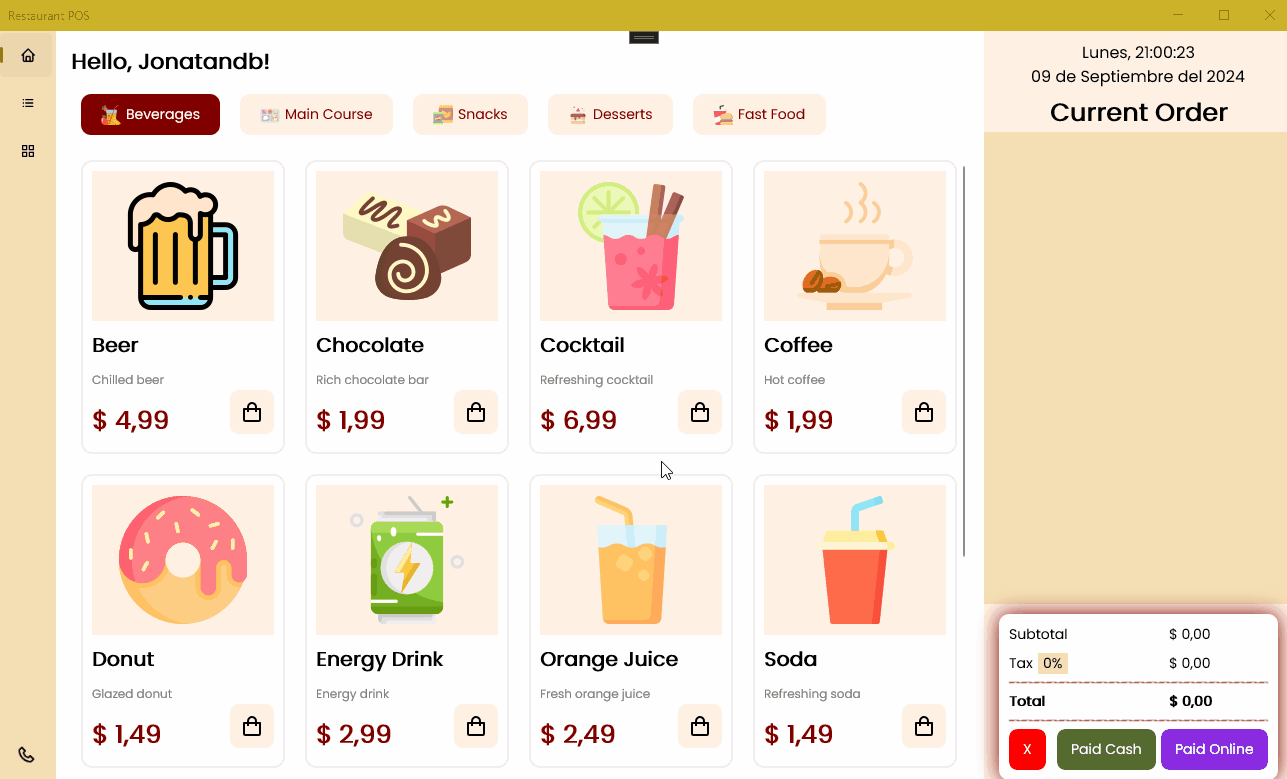 Restaurant POS
Hello, Jonatandb!
Beverages
Main Course
Snacks
Desserts
Fast Food
Beer
Chilled beer
$ 4,99
Chocolate
Rich chocolate bar
$ 1,99
Cocktail
Refreshing cocktail
$ 6,99
Coffee
Hot coffee
$ 1,99
Donut
Glazed donut
$ 1,49
Energy Drink
Energy drink
$ 2,99
Orange Juice
Fresh orange juice
$ 2,49
Soda
Refreshing soda
$ 1,49
Lunes, 21:00:23
09 de Septiembre del 2024
Current Order
Subtotal $ 0,00
Tax 0% $ 0,00
Total $ 0,00
X Paid Cash Paid Online